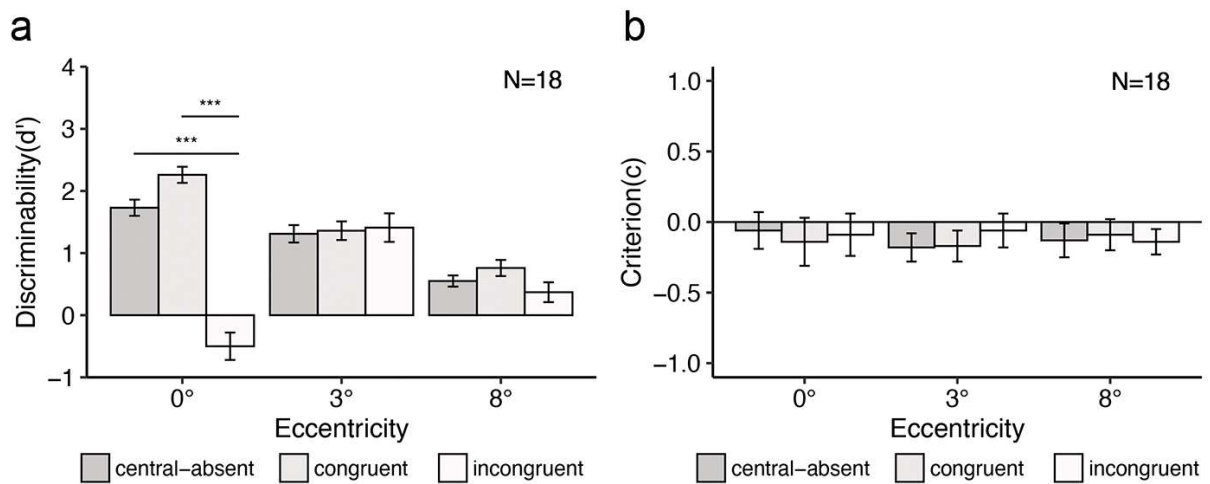 a
4
3
2
1
0
−1
Discriminability(d')
N=18
***
***
0°
3°
8°
Eccentricity
central−absent
congruent
incongruent
b
1.0
0.5
0.0
−0.5
−1.0
Criterion(c)
N=18
0°
3°
8°
Eccentricity
central−absent
congruent
incongruent